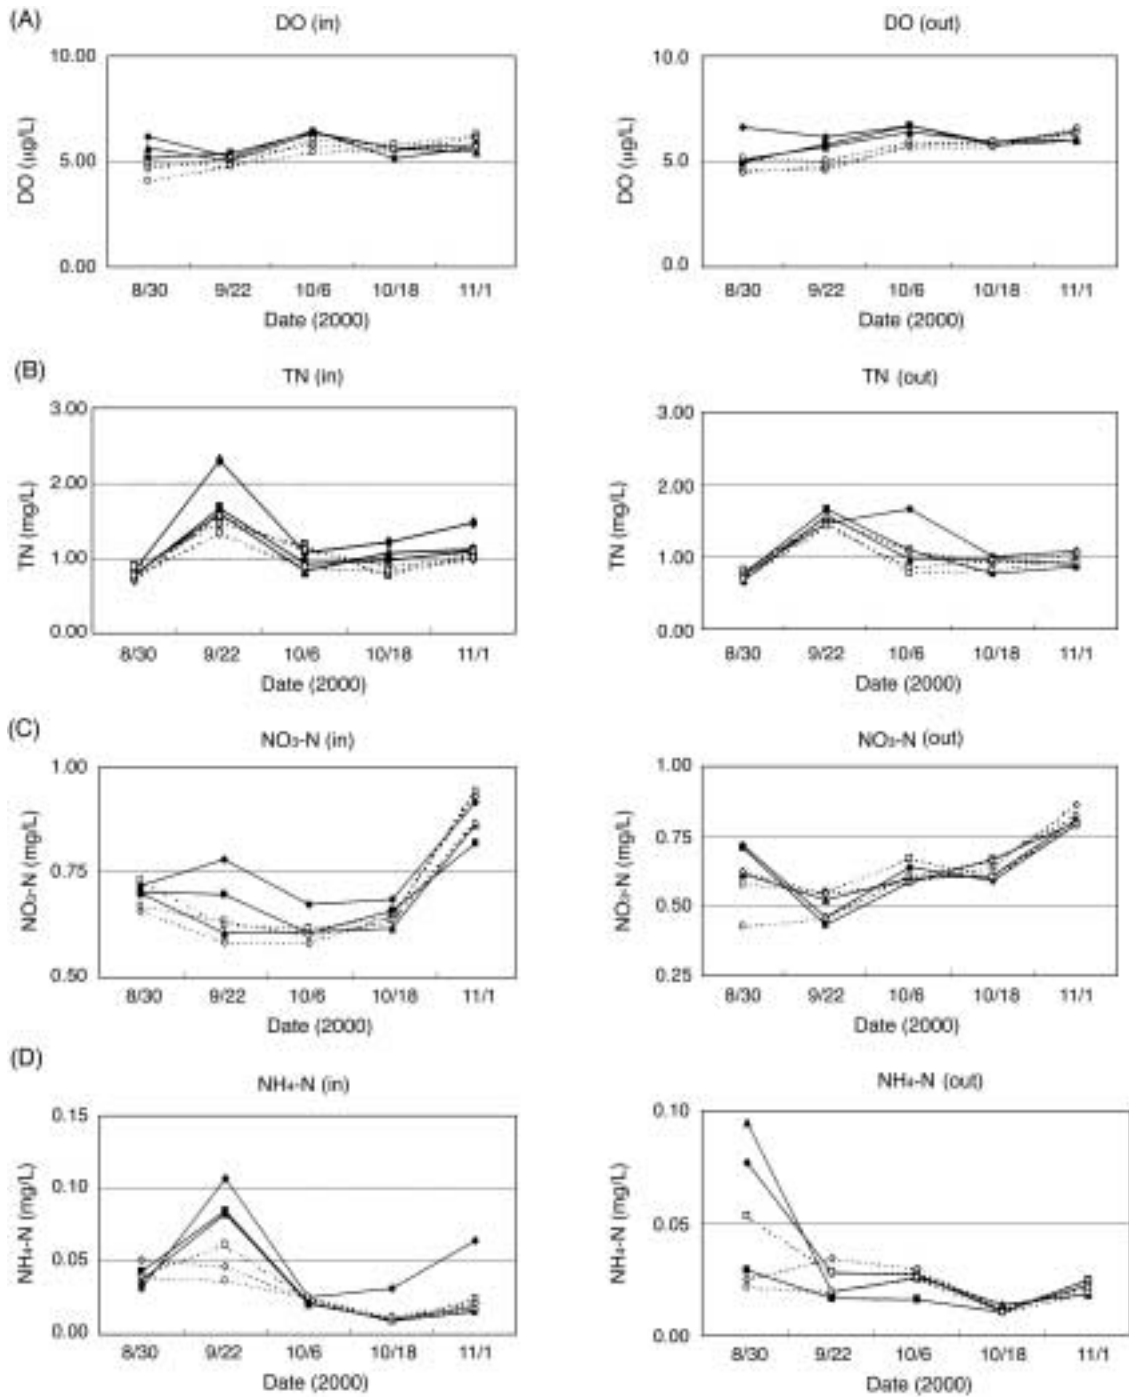 (A)
DO (in)
10.00
5.00
0.00
DO (µg/L)
8/30 9/22 10/6 10/18 11/1
Date (2000)
DO (out)
10.0
5.0
0.0
DO (µg/L)
8/30 9/22 10/6 10/18 11/1
Date (2000)
(B)
TN (in)
3.00
2.00
1.00
0.00
TN (mg/L)
8/30 9/22 10/6 10/18 11/1
Date (2000)
TN (out)
3.00
2.00
1.00
0.00
TN (mg/L)
8/30 9/22 10/6 10/18 11/1
Date (2000)
(C)
NO₃-N (in)
1.00
0.75
0.50
NO₃-N (mg/L)
8/30 9/22 10/6 10/18 11/1
Date (2000)
NO₃-N (out)
1.00
0.75
0.50
0.25
NO₃-N (mg/L)
8/30 9/22 10/6 10/18 11/1
Date (2000)
(D)
NH₄-N (in)
0.15
0.10
0.05
0.00
NH₄-N (mg/L)
8/30 9/22 10/6 10/18 11/1
Date (2000)
NH₄-N (out)
0.10
0.05
0.00
NH₄-N (mg/L)
8/30 9/22 10/6 10/18 11/1
Date (2000)